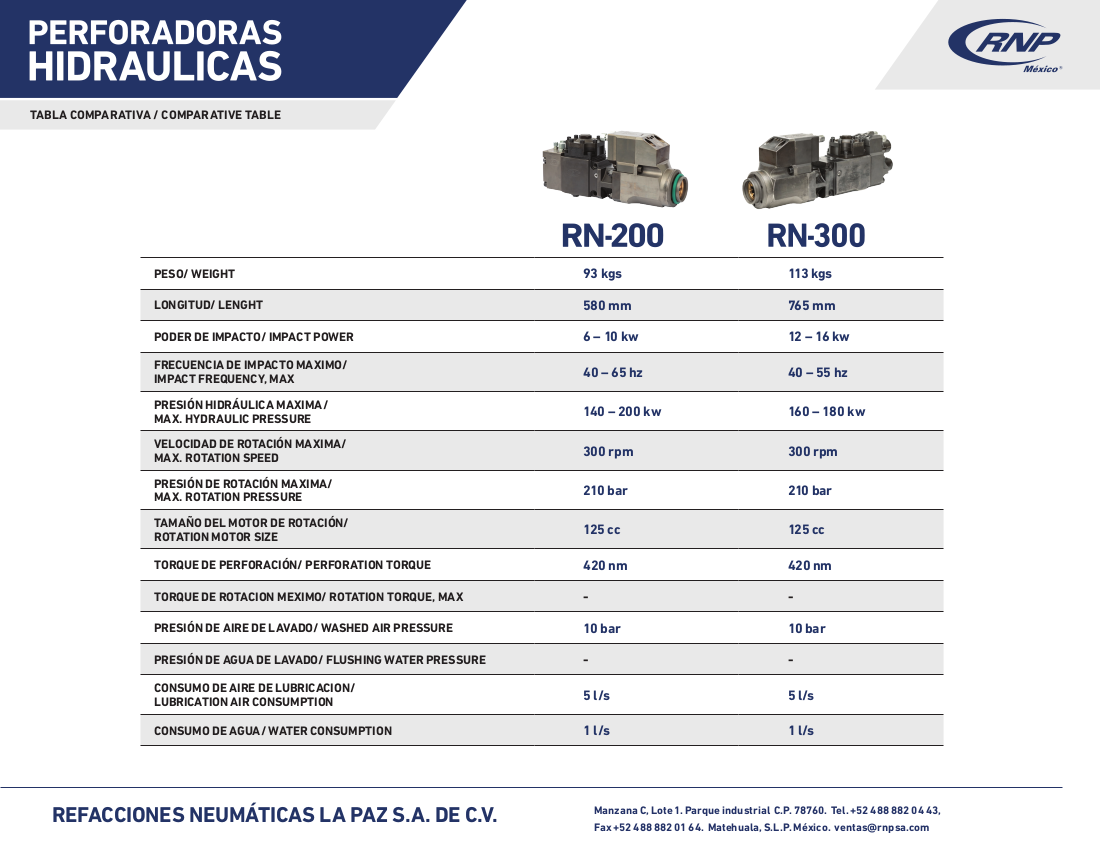 PERFORADORAS
HIDRAULICAS
RNP
México®
TABLA COMPARATIVA / COMPARATIVE TABLE
RN-200 RN-300
PESO/ WEIGHT 93 kgs 113 kgs
LONGITUD/ LENGHT 580 mm 765 mm
PODER DE IMPACTO/ IMPACT POWER 6 – 10 kw 12 – 16 kw
FRECUENCIA DE IMPACTO MAXIMO/
IMPACT FREQUENCY, MAX 40 – 65 hz 40 – 55 hz
PRESIÓN HIDRÁULICA MAXIMA/
MAX. HYDRAULIC PRESSURE 140 – 200 kw 160 – 180 kw
VELOCIDAD DE ROTACIÓN MAXIMA/
MAX. ROTATION SPEED 300 rpm 300 rpm
PRESIÓN DE ROTACIÓN MAXIMA/
MAX. ROTATION PRESSURE 210 bar 210 bar
TAMAÑO DEL MOTOR DE ROTACIÓN/
ROTATION MOTOR SIZE 125 cc 125 cc
TORQUE DE PERFORACIÓN/ PERFORATION TORQUE 420 nm 420 nm
TORQUE DE ROTACION MEXIMO/ ROTATION TORQUE, MAX - -
PRESIÓN DE AIRE DE LAVADO/ WASHED AIR PRESSURE 10 bar 10 bar
PRESIÓN DE AGUA DE LAVADO/ FLUSHING WATER PRESSURE - -
CONSUMO DE AIRE DE LUBRICACION/
LUBRICATION AIR CONSUMPTION 5 l/s 5 l/s
CONSUMO DE AGUA/ WATER CONSUMPTION 1 l/s 1 l/s
REFACCIONES NEUMÁTICAS LA PAZ S.A. DE C.V.
Manzana C, Lote 1. Parque industrial C.P. 78760. Tel. +52 488 882 04 43,
Fax +52 488 882 01 64. Matehuala, S.L.P. México. ventas@rnpsa.com